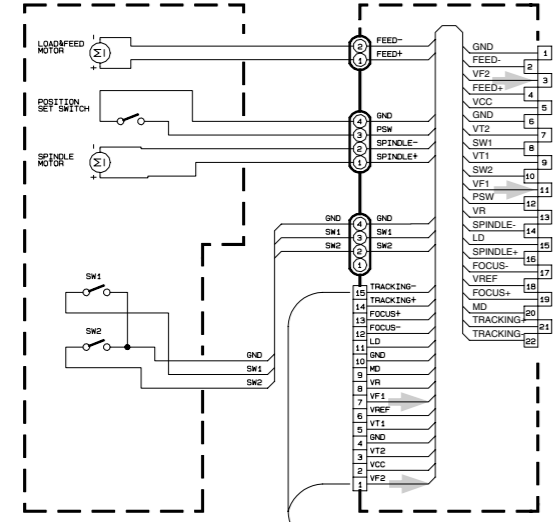 LOAD&FEED
MOTOR
-
+
2 FEED-
1 FEED+
POSITION
SET SWITCH
4 GND
3 PSW
2 SPINDLE-
1 SPINDLE+
SPINDLE
MOTOR
-
+
GND 4 GND
SW1 3 SW1
SW2 2 SW2
1
SW1
SW2
GND
SW1
SW2
15 TRACKING-
14 TRACKING+
13 FOCUS+
12 FOCUS-
11 LD
10 GND
9 MD
8 VR
7 VF1
6 VREF
5 VT1
4 GND
3 VT2
2 VCC
1 VF2
GND 1
FEED- 2
VF2 3
FEED+ 4
VCC 5
GND 6
VT2 7
SW1 8
VT1 9
SW2 10
VF1 11
PSW 12
VR 13
SPINDLE- 14
LD 15
SPINDLE+ 16
FOCUS- 17
VREF 18
FOCUS+ 19
MD 20
TRACKING+ 21
TRACKING- 22